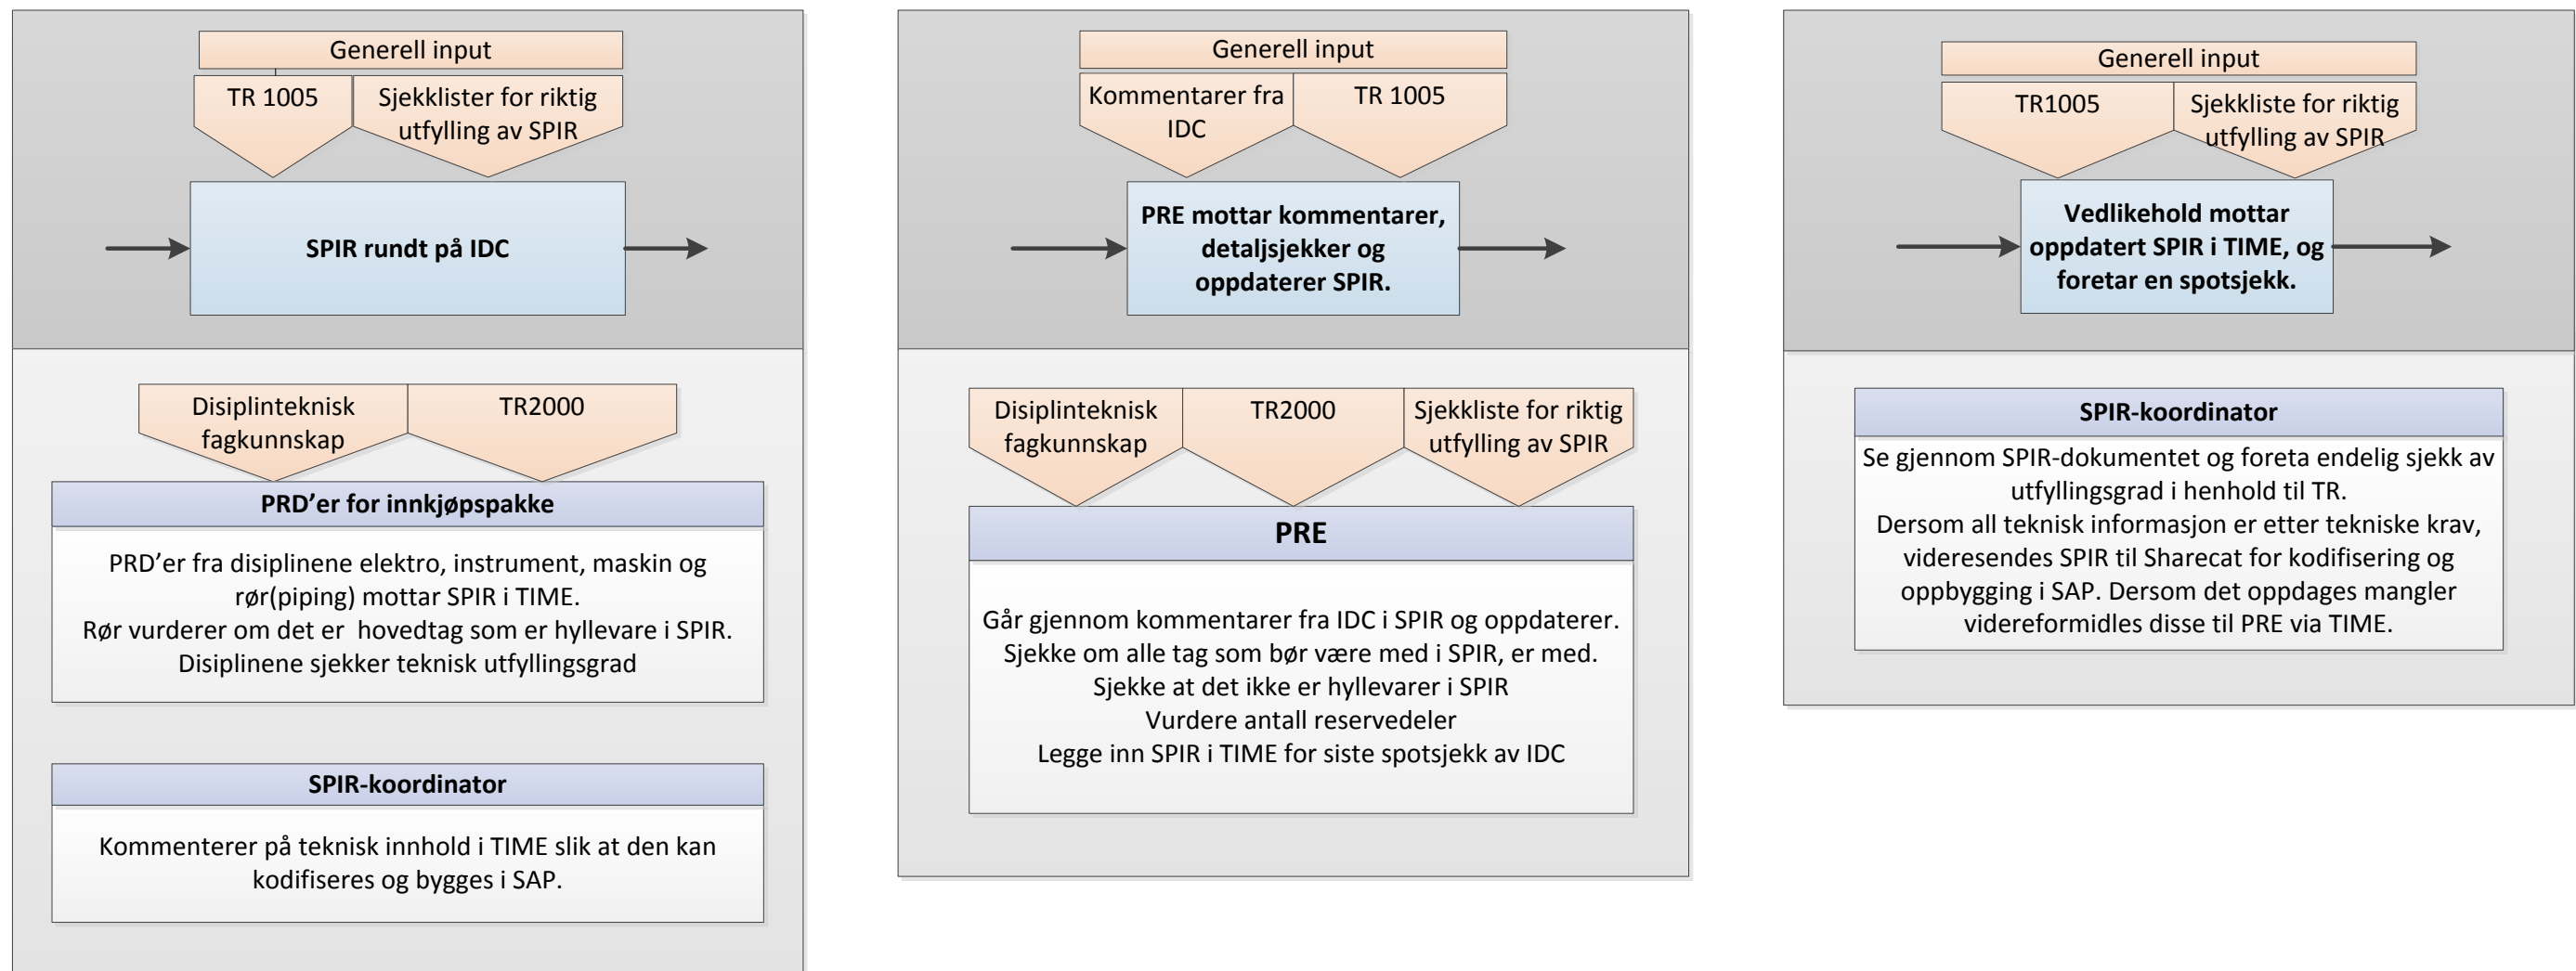 Generell input
TR 1005
Sjekklister for riktig
utfylling av SPIR
SPIR rundt på IDC
Disiplinteknisk
fagkunnskap
TR2000
PRD’er for innkjøpspakke
PRD’er fra disiplinene elektro, instrument, maskin og
rør(piping) mottar SPIR i TIME.
Rør vurderer om det er  hovedtag som er hyllevare i SPIR.
Disiplinene sjekker teknisk utfyllingsgrad
SPIR-koordinator
Kommenterer på teknisk innhold i TIME slik at den kan
kodifiseres og bygges i SAP.
Generell input
Kommentarer fra
IDC
TR 1005
PRE mottar kommentarer,
detaljsjekker og
oppdaterer SPIR.
Disiplinteknisk
fagkunnskap
TR2000
Sjekkliste for riktig
utfylling av SPIR
PRE
Går gjennom kommentarer fra IDC i SPIR og oppdaterer.
Sjekke om alle tag som bør være med i SPIR, er med.
Sjekke at det ikke er hyllevarer i SPIR
Vurdere antall reservedeler
Legge inn SPIR i TIME for siste spotsjekk av IDC
Generell input
TR1005
Sjekkliste for riktig
utfylling av SPIR
Vedlikehold mottar
oppdatert SPIR i TIME, og
foretar en spotsjekk.
SPIR-koordinator
Se gjennom SPIR-dokumentet og foreta endelig sjekk av
utfyllingsgrad i henhold til TR.
Dersom all teknisk informasjon er etter tekniske krav,
videresendes SPIR til Sharecat for kodifisering og
oppbygging i SAP. Dersom det oppdages mangler
videreformidles disse til PRE via TIME.